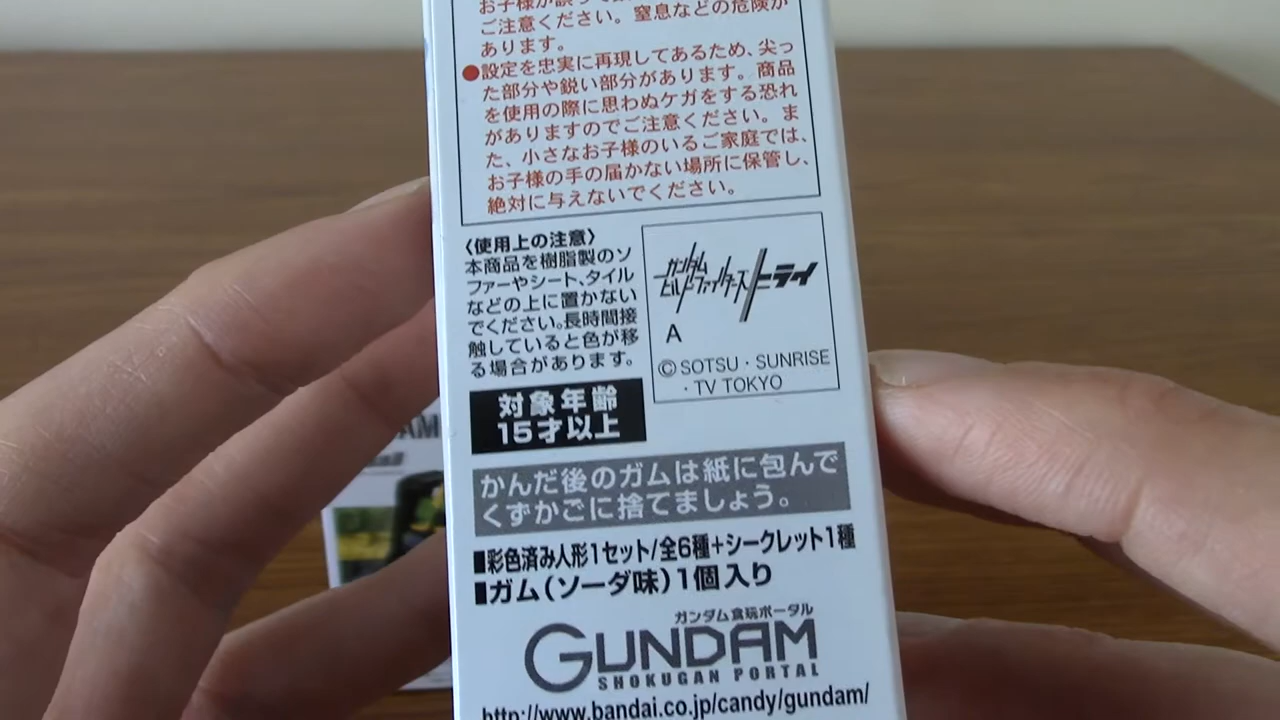 ご注意ください。窒息などの危険が
あります。
●設定を忠実に再現してあるため、尖っ
た部分や鋭い部分があります。商品
を使用の際に思わぬケガをする恐れ
がありますのでご注意ください。ま
た、小さなお子様のいるご家庭では、
お子様の手の届かない場所に保管し、
絶対に与えないでください。
〈使用上の注意〉
本商品を樹脂製のソ
ファーやシート、タイル
などの上に置かない
でください。長時間接
触していると色が移
る場合があります。
ガンダム
ビルドファイターズトライ
A
©SOTSU・SUNRISE
・TV TOKYO
対象年齢
15才以上
かんだ後のガムは紙に包んで
くずかごに捨てましょう。
■彩色済み人形1セット/全6種+シークレット1種
■ガム(ソーダ味)1個入り
ガンダム食玩ポータル
GUNDAM
SHOKUGAN PORTAL
http://www.bandai.co.jp/candy/gundam/